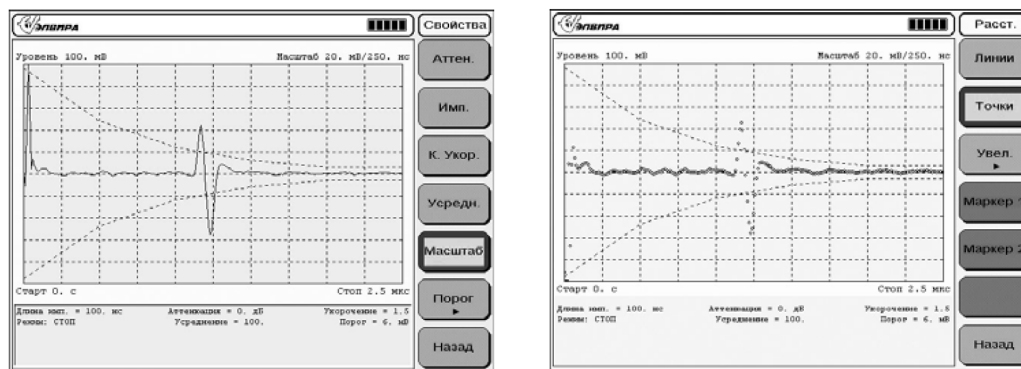 ЭЛВИРА
Свойства
Уровень 100. мВ
Масштаб 20. мВ/250. нс
Аттен.
Имп.
К. Укор.
Усредн.
Масштаб
Порог
Назад
Старт 0. с
Стоп 2.5 мкс
Длина имп. = 100. нс
Аттенюация = 0. дБ
Укорочение = 1.5
Режим: СТОП
Усреднение = 100.
Порог = 6. мВ
ЭЛВИРА
Расст.
Уровень 100. мВ
Масштаб 20. мВ/250. нс
Линии
Точки
Увел.
Маркер 1
Маркер 2
Назад
Старт 0. с
Стоп 2.5 мкс
Длина имп. = 100. нс
Аттенюация = 0. дБ
Укорочение = 1.5
Режим: СТОП
Усреднение = 100.
Порог = 6. мВ